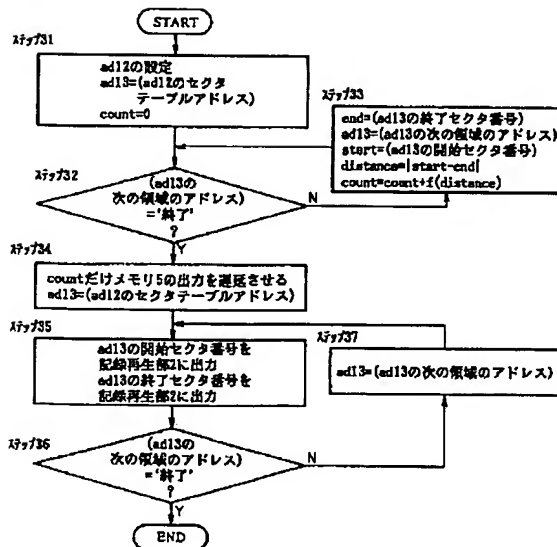 START
ステップ31
ad12の設定
ad13=(ad12のセクタ
テーブルアドレス)
count=0
ステップ33
end=(ad13の終了セクタ番号)
ad13=(ad13の次の領域のアドレス)
start=(ad13の開始セクタ番号)
distance=|start-end|
count=count+f(distance)
ステップ32
(ad13の
次の領域のアドレス)
='終了'
?
N
Y
ステップ34
countだけメモリ5の出力を遅延させる
ad13=(ad12のセクタテーブルアドレス)
ステップ35
ad13の開始セクタ番号を
記録再生部2に出力
ad13の終了セクタ番号を
記録再生部2に出力
ステップ37
ad13=(ad13の次の領域のアドレス)
ステップ36
(ad13の
次の領域のアドレス)
='終了'
?
N
Y
END